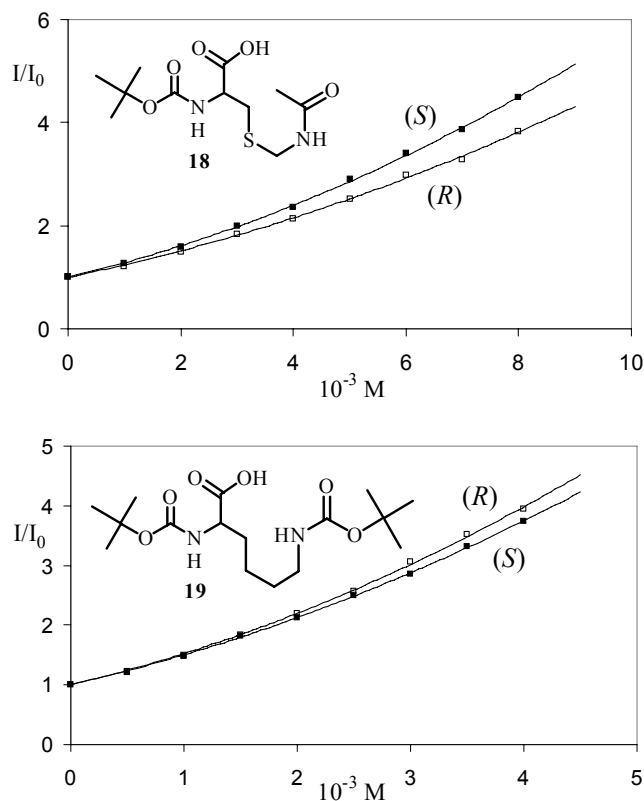 6
I/I0
4
2
0
0 2 4 6 8 10
10-3 M
O OH
O
O N
H
S
O
NH
18
(S)
(R)
5
I/I0
4
3
2
1
0
0 1 2 3 4 5
10-3 M
O OH
O
O N
H
HN O
O
19
(R)
(S)